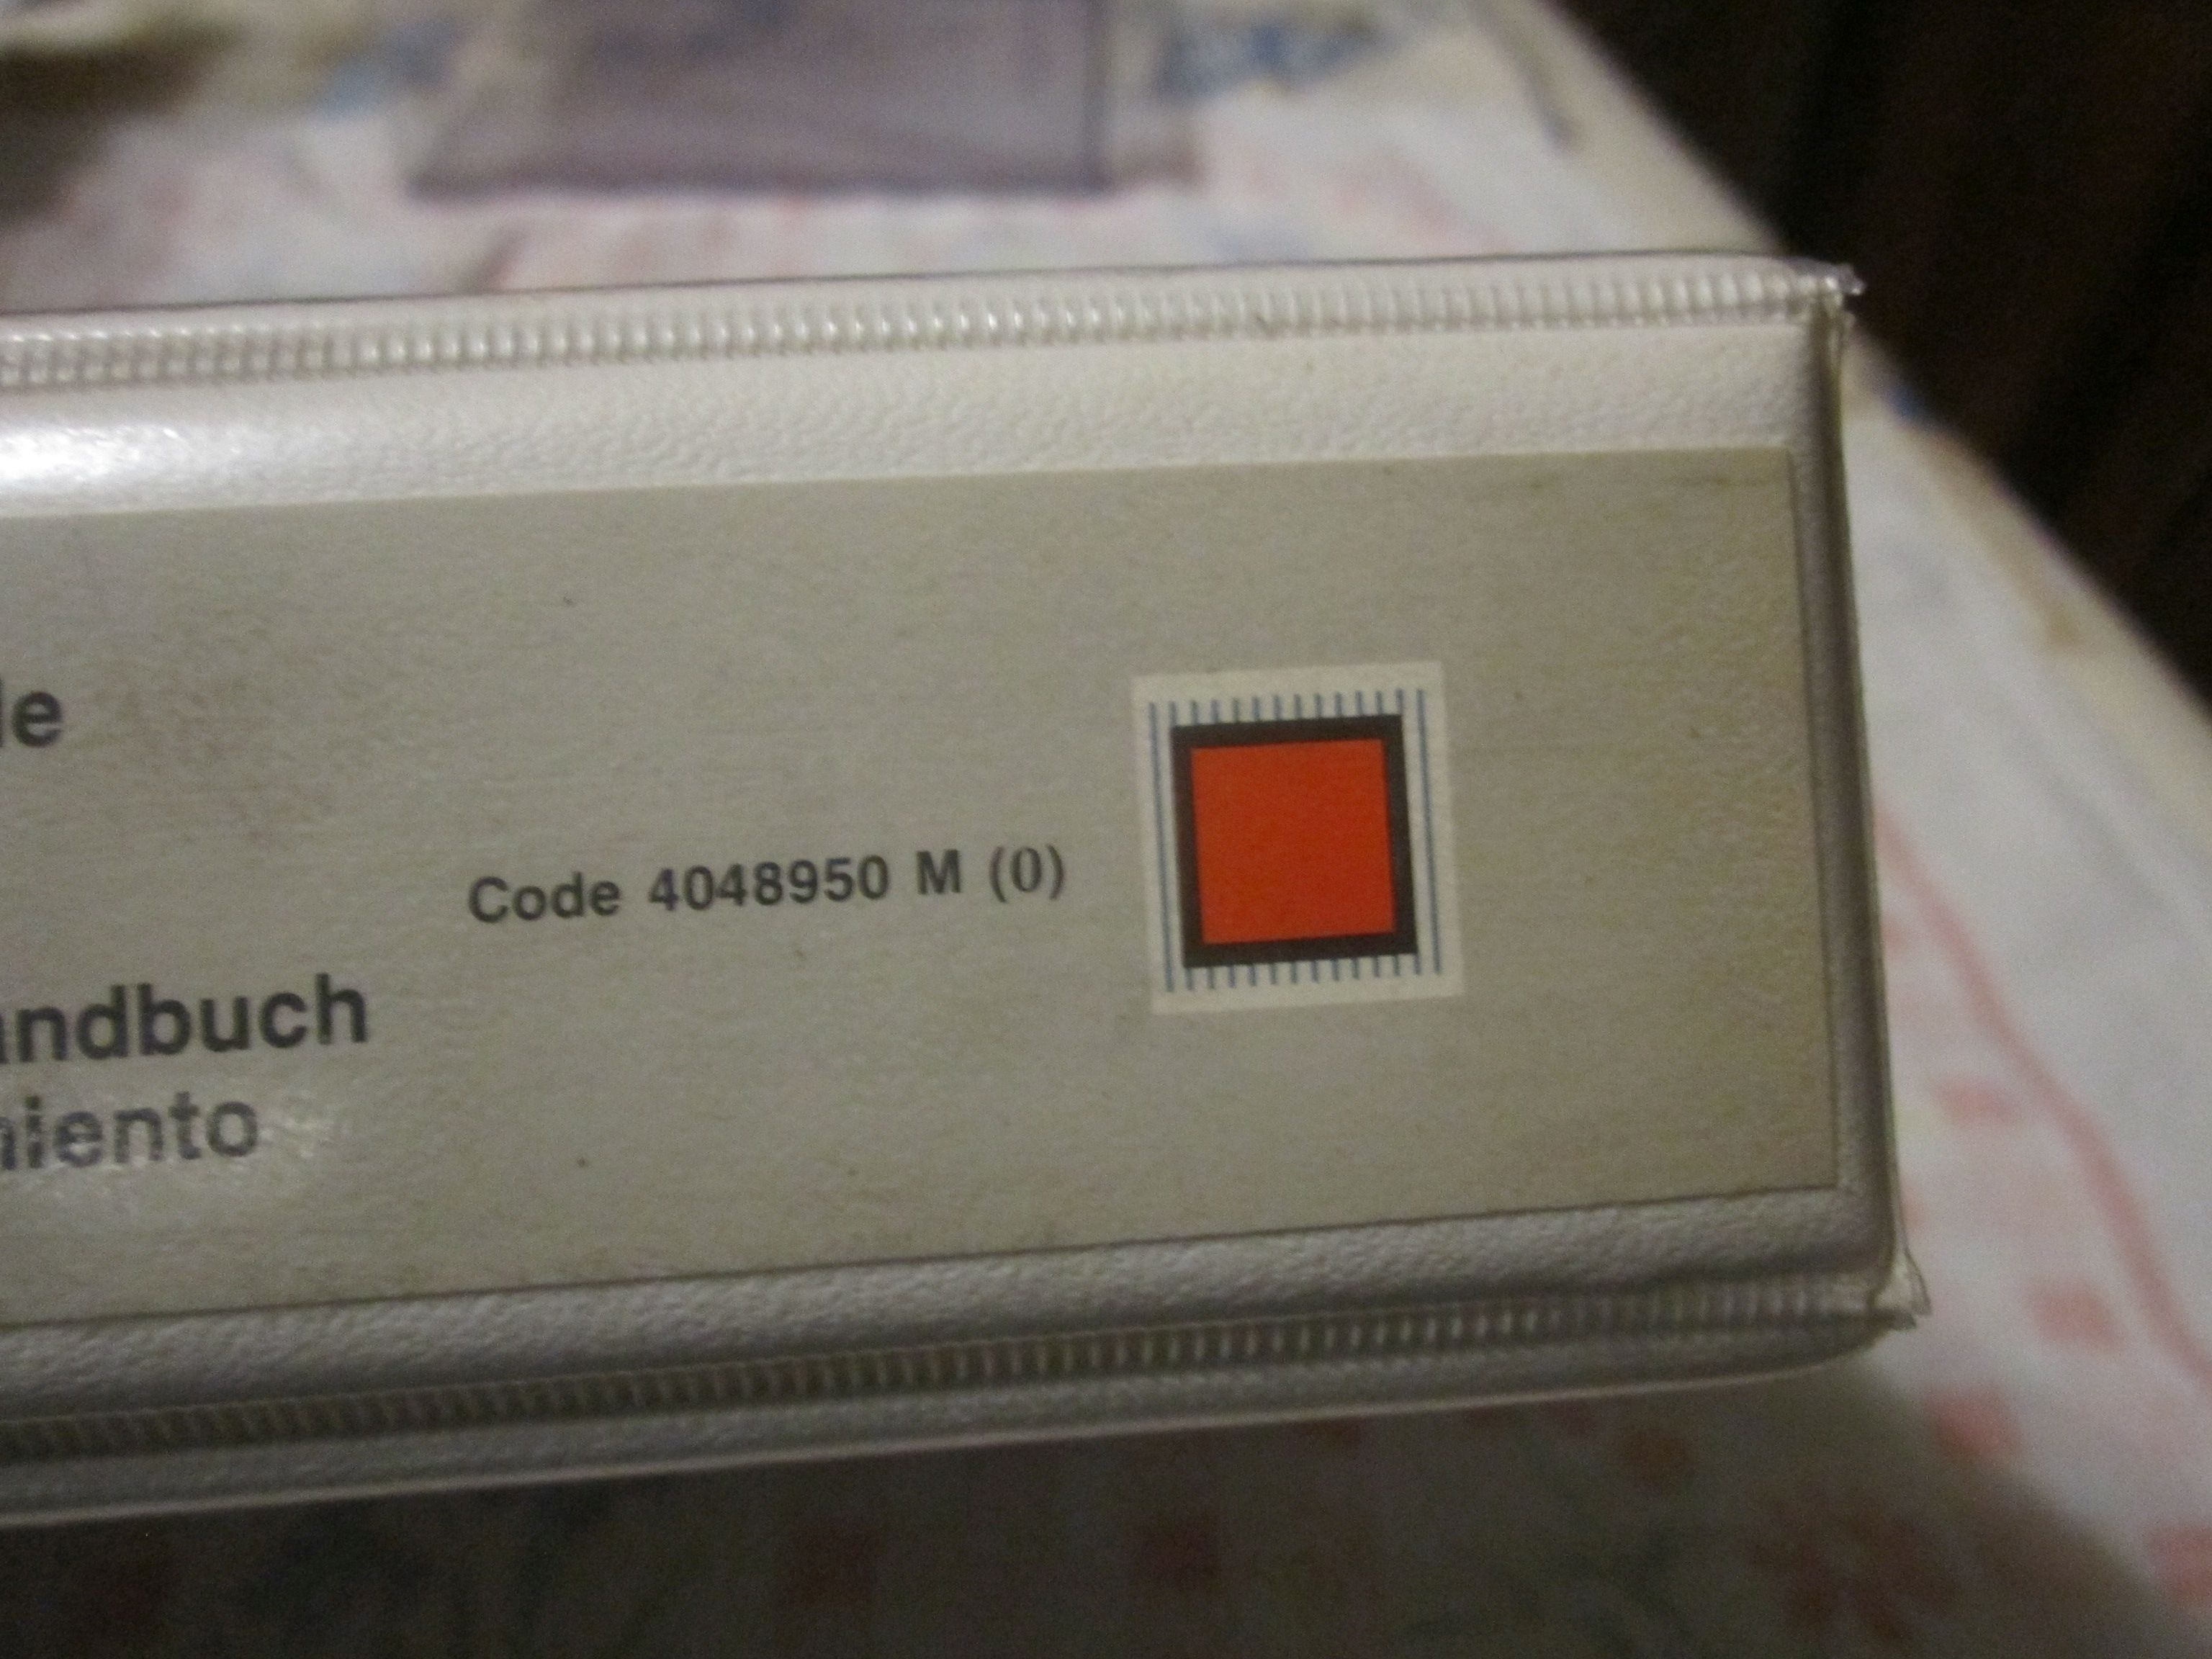 le
Code 4048950 M (0)
andbuch
miento